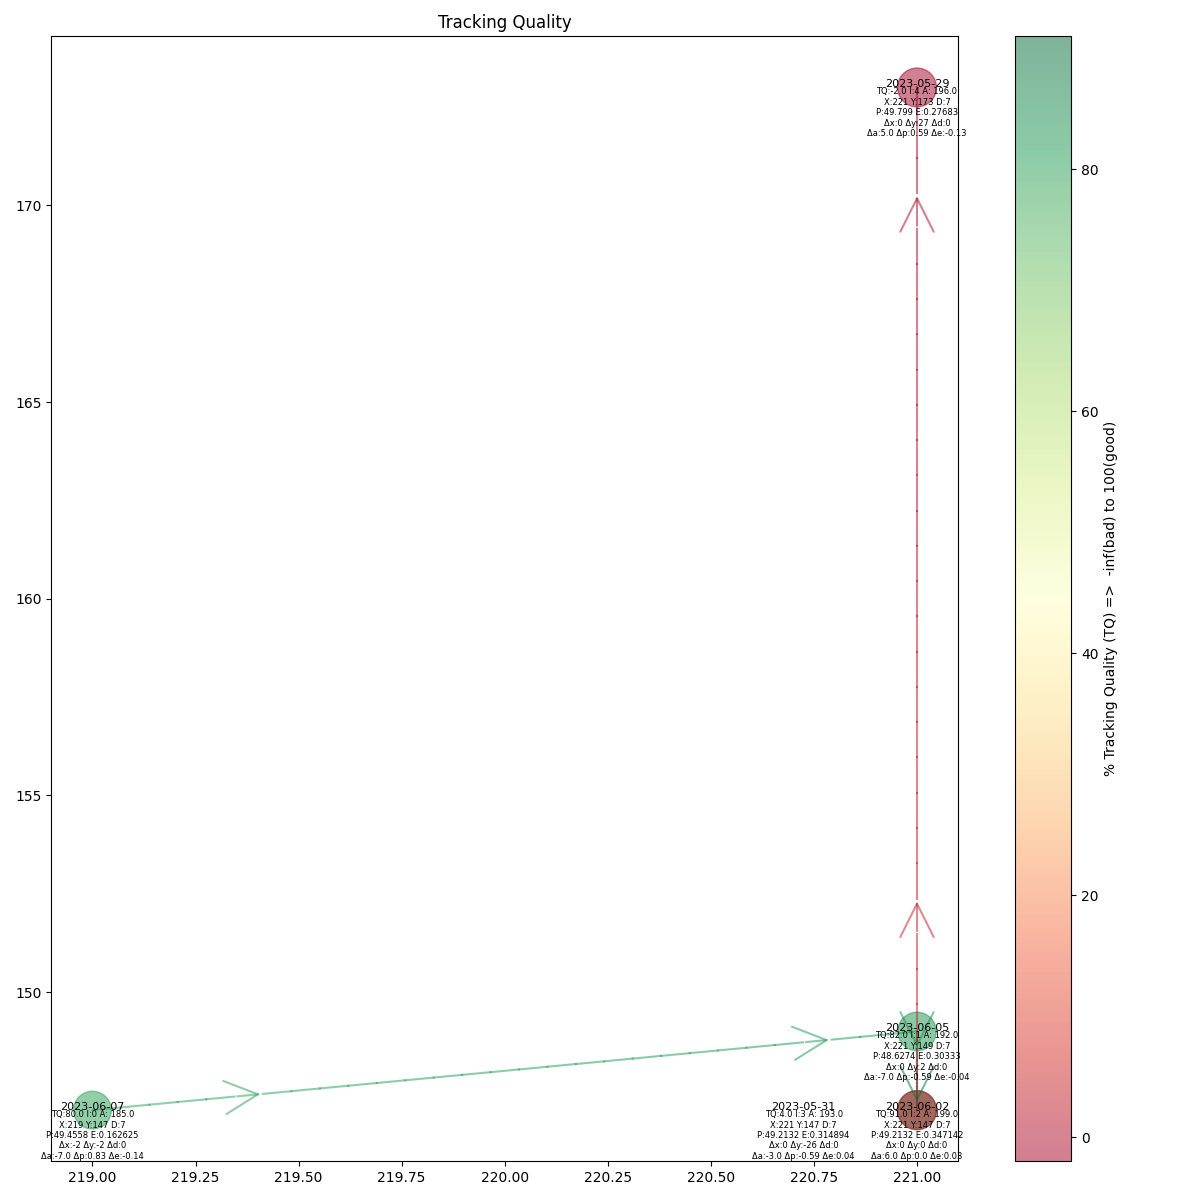 Tracking Quality
2023-05-29
TQ:-2.0 I:4 A: 196.0
X:221 Y:173 D:7
P:49.799 E:0.27683
Δx:0 Δy:27 Δd:0
Δa:5.0 Δp:0.59 Δe:-0.13
170
165
160
155
150
2023-06-05
TQ:82.0 I:1 A: 192.0
X:221 Y:149 D:7
P:48.6274 E:0.30333
Δx:0 Δy:2 Δd:0
Δa:-7.0 Δp:-0.59 Δe:-0.04
2023-06-07
TQ:80.0 I:0 A: 185.0
X:219 Y:147 D:7
P:49.4558 E:0.162625
Δx:-2 Δy:-2 Δd:0
Δa:-7.0 Δp:0.83 Δe:-0.14
2023-05-31
TQ:4.0 I:3 A: 193.0
X:221 Y:147 D:7
P:49.2132 E:0.314894
Δx:0 Δy:-26 Δd:0
Δa:-3.0 Δp:-0.59 Δe:0.04
2023-06-02
TQ:91.0 I:2 A: 199.0
X:221 Y:147 D:7
P:49.2132 E:0.347142
Δx:0 Δy:0 Δd:0
Δa:6.0 Δp:0.0 Δe:0.03
219.00 219.25 219.50 219.75 220.00 220.25 220.50 220.75 221.00
80
60
40
20
0
% Tracking Quality (TQ) => -inf(bad) to 100(good)